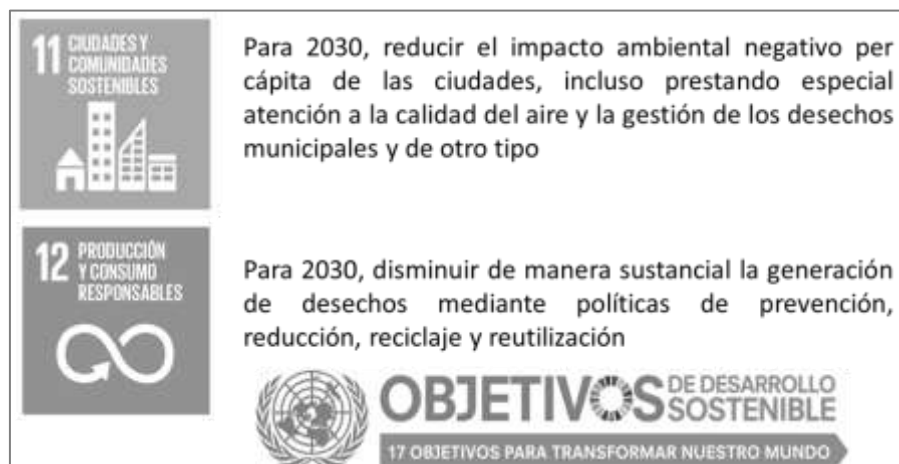 11 CIUDADES Y
COMUNIDADES
SOSTENIBLES
Para 2030, reducir el impacto ambiental negativo per
cápita de las ciudades, incluso prestando especial
atención a la calidad del aire y la gestión de los desechos
municipales y de otro tipo
12 PRODUCCIÓN
Y CONSUMO
RESPONSABLES
Para 2030, disminuir de manera sustancial la generación
de desechos mediante políticas de prevención,
reducción, reciclaje y reutilización
OBJETIVOS DE DESARROLLO
SOSTENIBLE
17 OBJETIVOS PARA TRANSFORMAR NUESTRO MUNDO